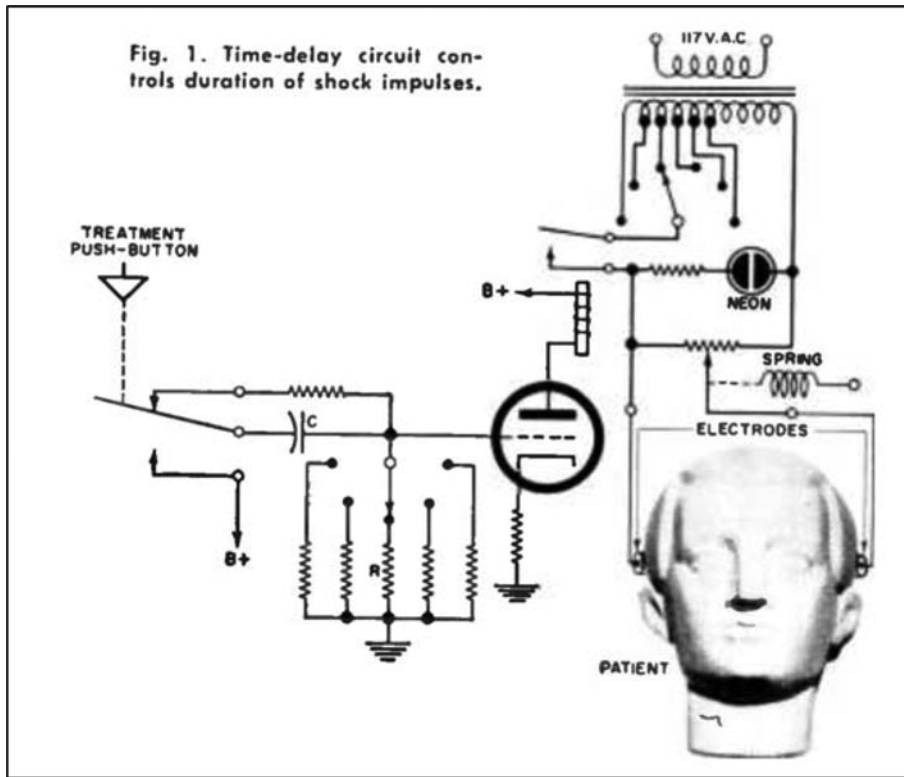 Fig. 1. Time-delay circuit con-
trols duration of shock impulses.
117 V. A.C.
TREATMENT
PUSH-BUTTON
B+
NEON
SPRING
C
ELECTRODES
B+
R
PATIENT